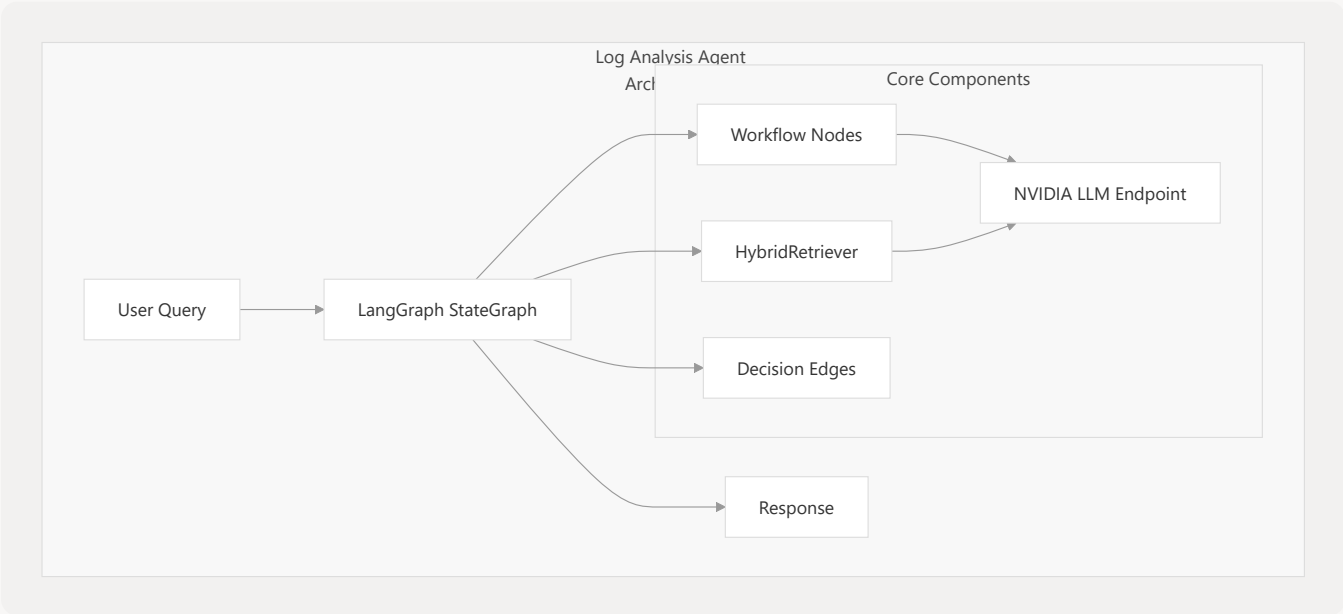 Log Analysis Agent
Core Components
Workflow Nodes
NVIDIA LLM Endpoint
HybridRetriever
User Query
LangGraph StateGraph
Decision Edges
Response